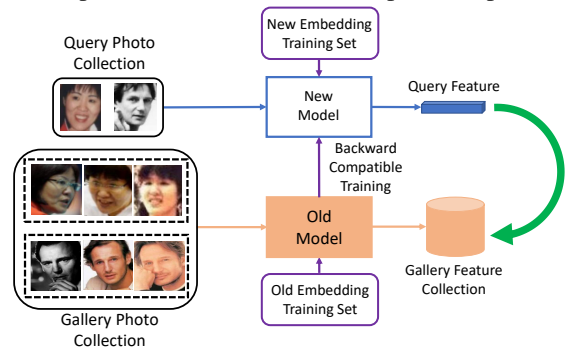 New Embedding
Training Set
Query Photo
Collection
Query Feature
New
Model
Backward
Compatible
Training
Old
Model
Gallery Feature
Collection
Old Embedding
Training Set
Gallery Photo
Collection